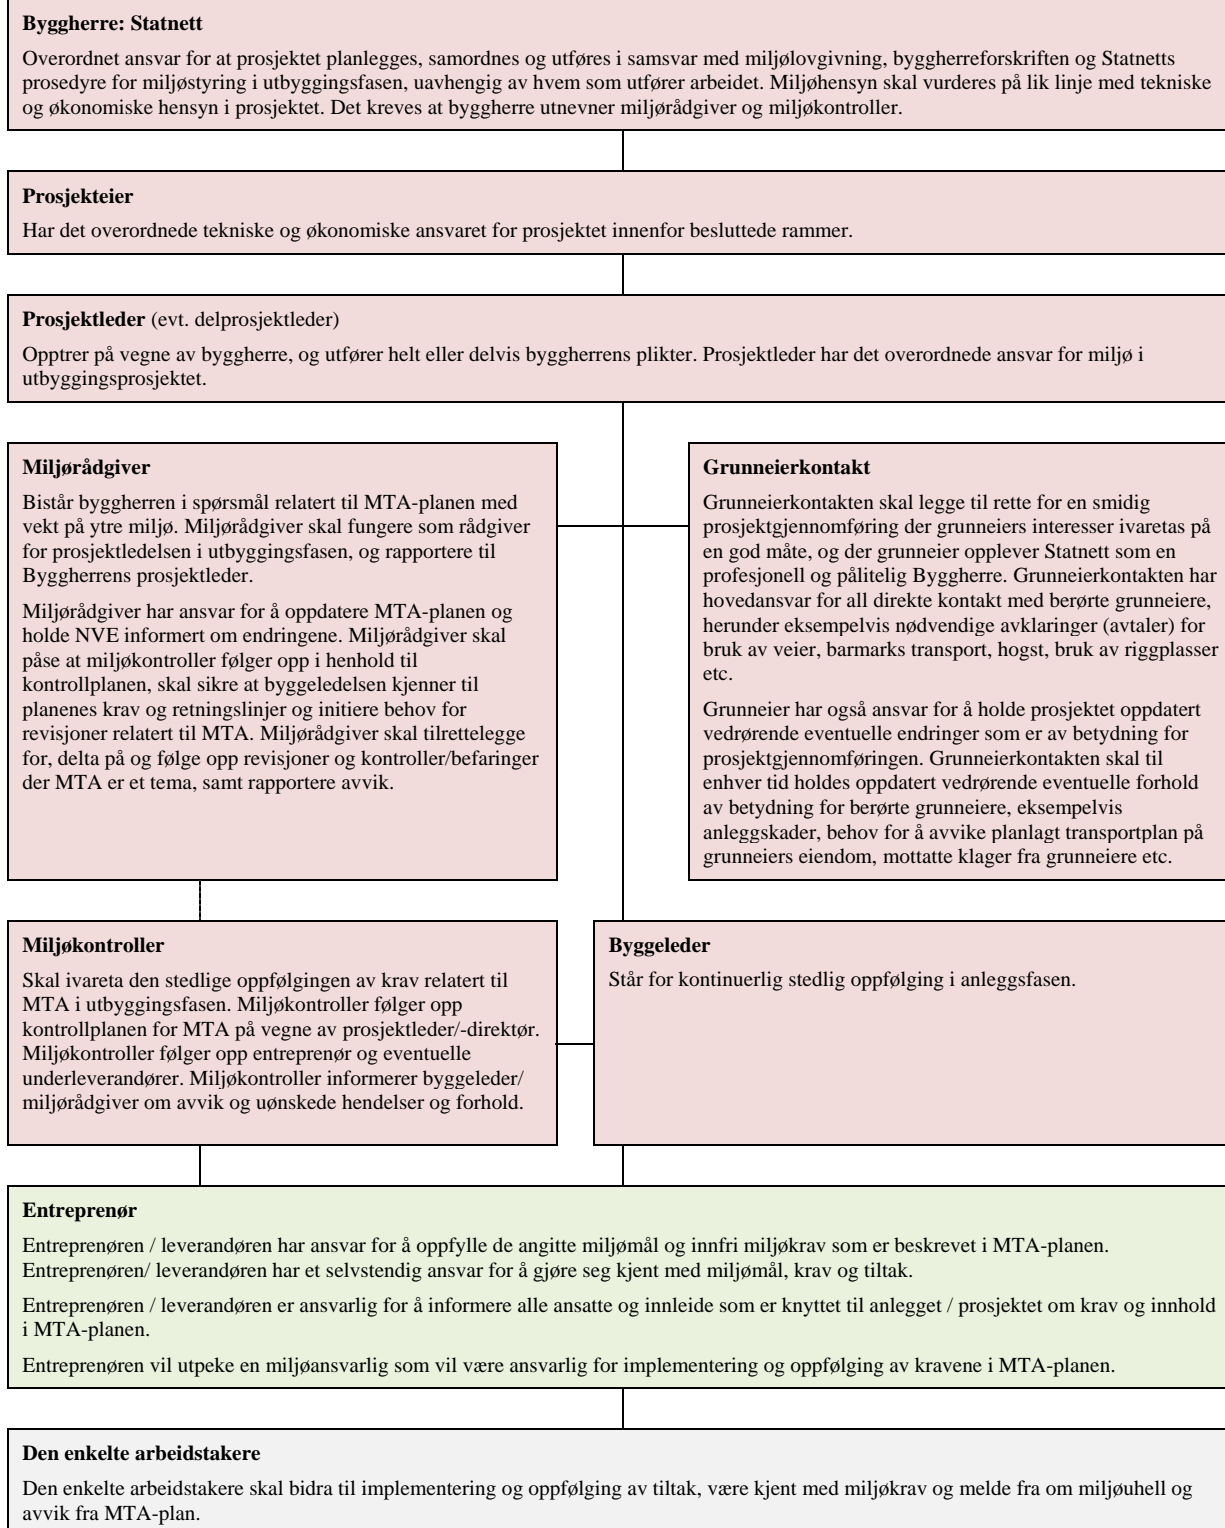 Byggherre: Statnett
Overordnet ansvar for at prosjektet planlegges, samordnes og utføres i samsvar med miljølovgivning, byggherreforskriften og Statnetts
prosedyre for miljøstyring i utbyggingsfasen, uavhengig av hvem som utfører arbeidet. Miljøhensyn skal vurderes på lik linje med tekniske
og økonomiske hensyn i prosjektet. Det kreves at byggherre utnevner miljørådgiver og miljøkontroller.
Prosjekteier
Har det overordnede tekniske og økonomiske ansvaret for prosjektet innenfor besluttede rammer.
Prosjektleder (evt. delprosjektleder)
Opptrer på vegne av byggherre, og utfører helt eller delvis byggherrens plikter. Prosjektleder har det overordnede ansvar for miljø i
utbyggingsprosjektet.
Miljørådgiver
Bistår byggherren i spørsmål relatert til MTA-planen med
vekt på ytre miljø. Miljørådgiver skal fungere som rådgiver
for prosjektledelsen i utbyggingsfasen, og rapportere til
Byggherrens prosjektleder.
Miljørådgiver har ansvar for å oppdatere MTA-planen og
holde NVE informert om endringene. Miljørådgiver skal
påse at miljøkontroller følger opp i henhold til
kontrollplanen, skal sikre at byggeledelsen kjenner til
planenes krav og retningslinjer og initiere behov for
revisjoner relatert til MTA. Miljørådgiver skal tilrettelegge
for, delta på og følge opp revisjoner og kontroller/befaringer
der MTA er et tema, samt rapportere avvik.
Grunneierkontakt
Grunneierkontakten skal legge til rette for en smidig
prosjektgjennomføring der grunneiers interesser ivaretas på
en god måte, og der grunneier opplever Statnett som en
profesjonell og pålitelig Byggherre. Grunneierkontakten har
hovedansvar for all direkte kontakt med berørte grunneiere,
herunder eksempelvis nødvendige avklaringer (avtaler) for
bruk av veier, barmarks transport, hogst, bruk av riggplasser
etc.
Grunneier har også ansvar for å holde prosjektet oppdatert
vedrørende eventuelle endringer som er av betydning for
prosjektgjennomføringen. Grunneierkontakten skal til
enhver tid holdes oppdatert vedrørende eventuelle forhold
av betydning for berørte grunneiere, eksempelvis
anleggskader, behov for å avvike planlagt transportplan på
grunneiers eiendom, mottatte klager fra grunneiere etc.
Miljøkontroller
Skal ivareta den stedlige oppfølgingen av krav relatert til
MTA i utbyggingsfasen. Miljøkontroller følger opp
kontrollplanen for MTA på vegne av prosjektleder/-direktør.
Miljøkontroller følger opp entreprenør og eventuelle
underleverandører. Miljøkontroller informerer byggeleder/
miljørådgiver om avvik og uønskede hendelser og forhold.
Byggeleder
Står for kontinuerlig stedlig oppfølging i anleggsfasen.
Entreprenør
Entreprenøren / leverandøren har ansvar for å oppfylle de angitte miljømål og innfri miljøkrav som er beskrevet i MTA-planen.
Entreprenøren/ leverandøren har et selvstendig ansvar for å gjøre seg kjent med miljømål, krav og tiltak.
Entreprenøren / leverandøren er ansvarlig for å informere alle ansatte og innleide som er knyttet til anlegget / prosjektet om krav og innhold
i MTA-planen.
Entreprenøren vil utpeke en miljøansvarlig som vil være ansvarlig for implementering og oppfølging av kravene i MTA-planen.
Den enkelte arbeidstakere
Den enkelte arbeidstakere skal bidra til implementering og oppfølging av tiltak, være kjent med miljøkrav og melde fra om miljøuhell og
avvik fra MTA-plan.